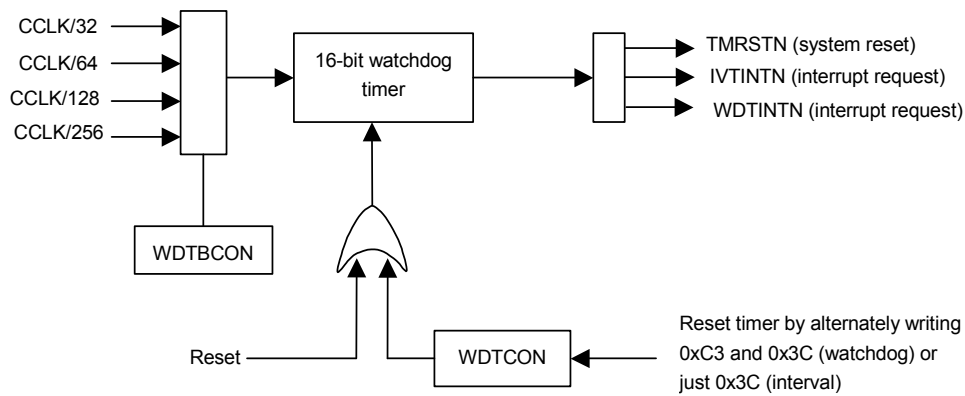 CCLK/32
CCLK/64
CCLK/128
CCLK/256
16-bit watchdog
timer
TMRSTN (system reset)
IVTINTN (interrupt request)
WDTINTN (interrupt request)
WDTBCON
Reset
WDTCON
Reset timer by alternately writing
0xC3 and 0x3C (watchdog) or
just 0x3C (interval)